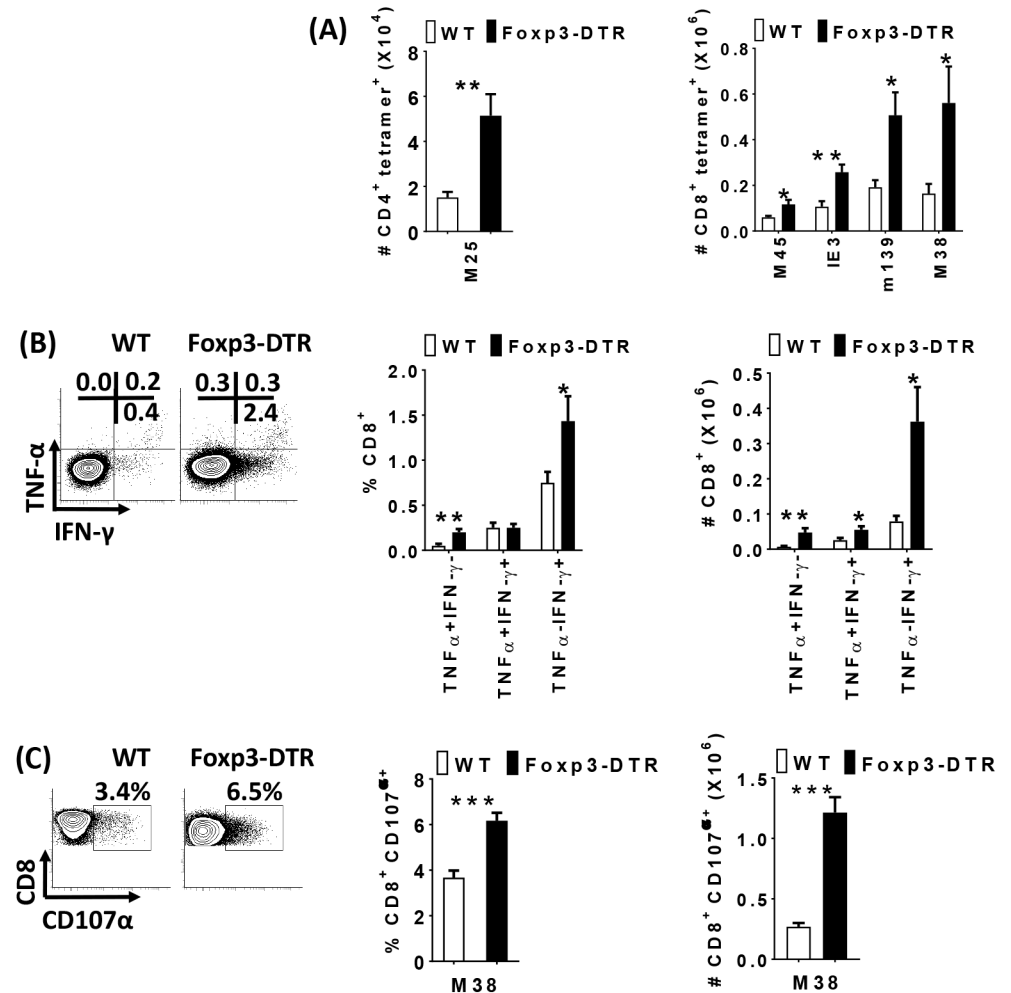 (A)
WT Foxp3-DTR
# CD4+ tetramer+ (X10^4)
8
6
4
2
0
**
M25
WT Foxp3-DTR
# CD8+ tetramer+ (X10^6)
0.8
0.6
0.4
0.2
0.0
*
**
*
*
M45
IE3
m139
M38
(B)
WT Foxp3-DTR
0.0 0.2
0.4
0.3 0.3
2.4
TNF-α
IFN-γ
WT Foxp3-DTR
% CD8+
2.0
1.5
1.0
0.5
0.0
**
*
TNFα+IFN-γ-
TNFα+IFN-γ+
TNFα-IFN-γ+
WT Foxp3-DTR
# CD8+ (X10^6)
0.5
0.4
0.3
0.2
0.1
0.0
**
*
*
TNFα+IFN-γ-
TNFα+IFN-γ+
TNFα-IFN-γ+
(C)
WT Foxp3-DTR
3.4% 6.5%
CD8
CD107α
WT Foxp3-DTR
% CD8+ CD107
8
6
4
2
0
***
M38
WT Foxp3-DTR
# CD8+ CD107 + (X10^6)
1.5
1.0
0.5
0.0
***
M38